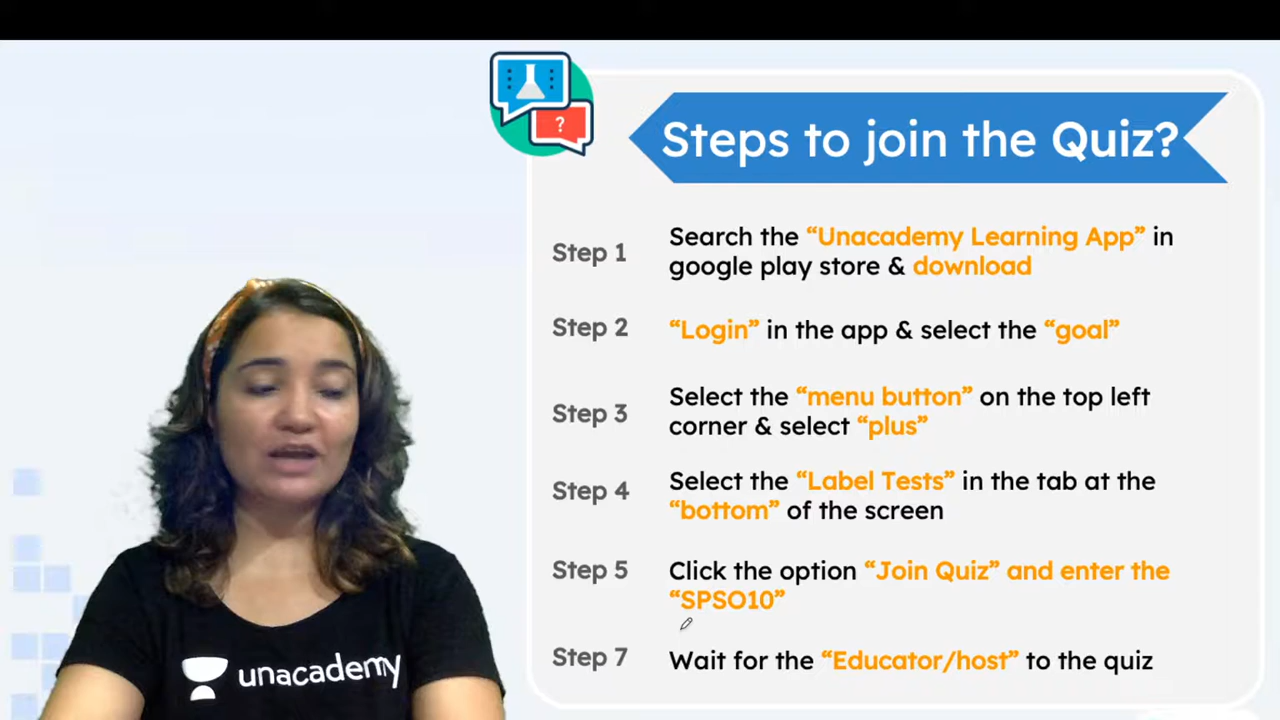 ?
Steps to join the Quiz?
Step 1
Search the “Unacademy Learning App” in
google play store & download
Step 2
“Login” in the app & select the “goal”
Step 3
Select the “menu button” on the top left
corner & select “plus”
Step 4
Select the “Label Tests” in the tab at the
“bottom” of the screen
Step 5
Click the option “Join Quiz” and enter the
“SPSO10”
Step 7
Wait for the “Educator/host” to the quiz
unacademy